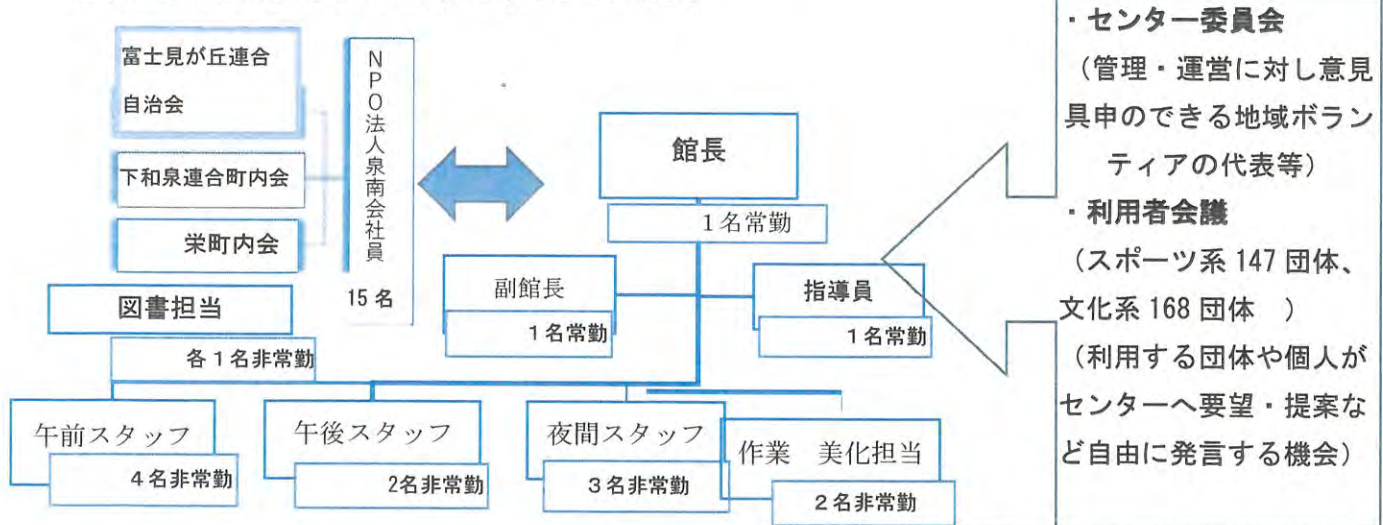 富士見が丘連合
自治会
下和泉連合町内会
栄町内会
NPO法人泉南会社員
15名
図書担当
各1名非常勤
館長
1名常勤
副館長
1名常勤
指導員
1名常勤
午前スタッフ
4名非常勤
午後スタッフ
2名非常勤
夜間スタッフ
3名非常勤
作業 美化担当
2名非常勤
・センター委員会
(管理・運営に対し意見
具申のできる地域ボラン
ティアの代表等)
・利用者会議
(スポーツ系 147 団体、
文化系 168 団体 )
(利用する団体や個人が
センターへ要望・提案な
ど自由に発言する機会)